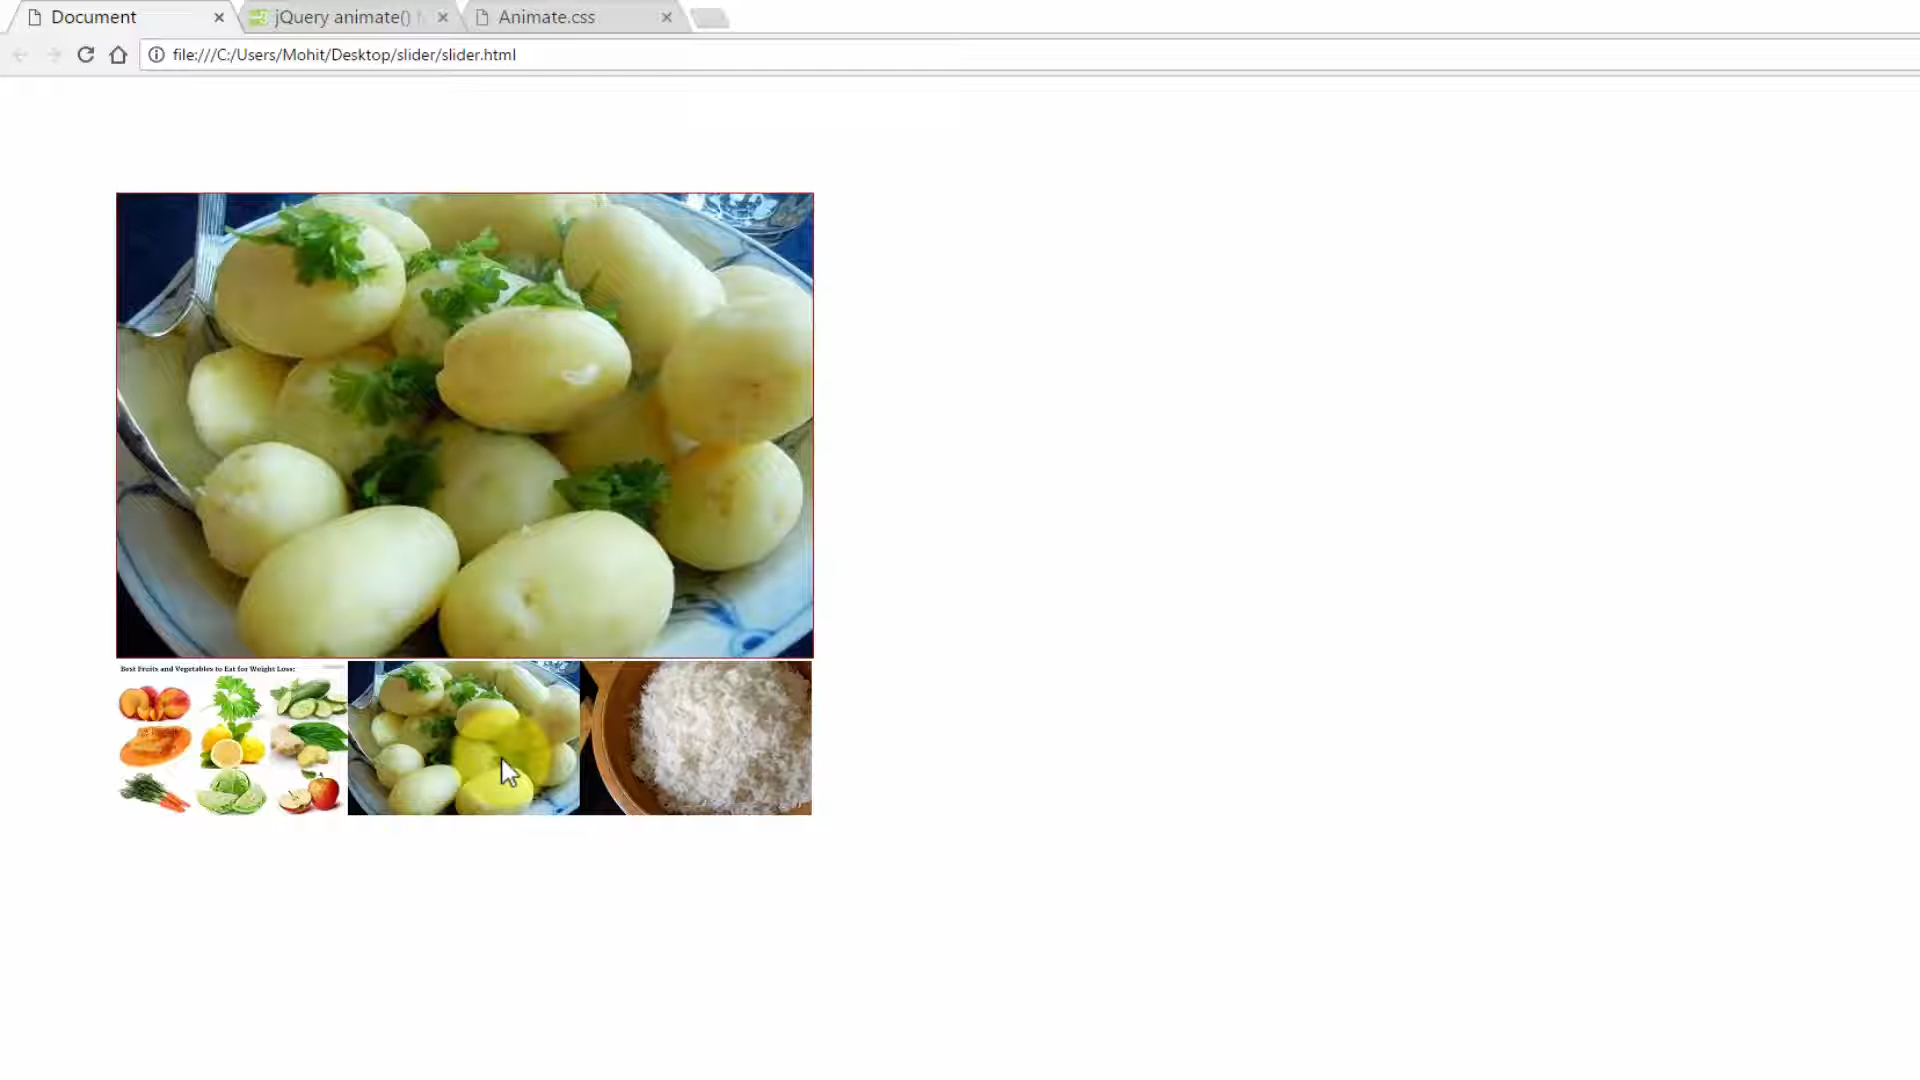 Document
jQuery animate()
Animate.css
file:///C:/Users/Mohit/Desktop/slider/slider.html
Best Fruits and Vegetables to Eat for Weight Loss: